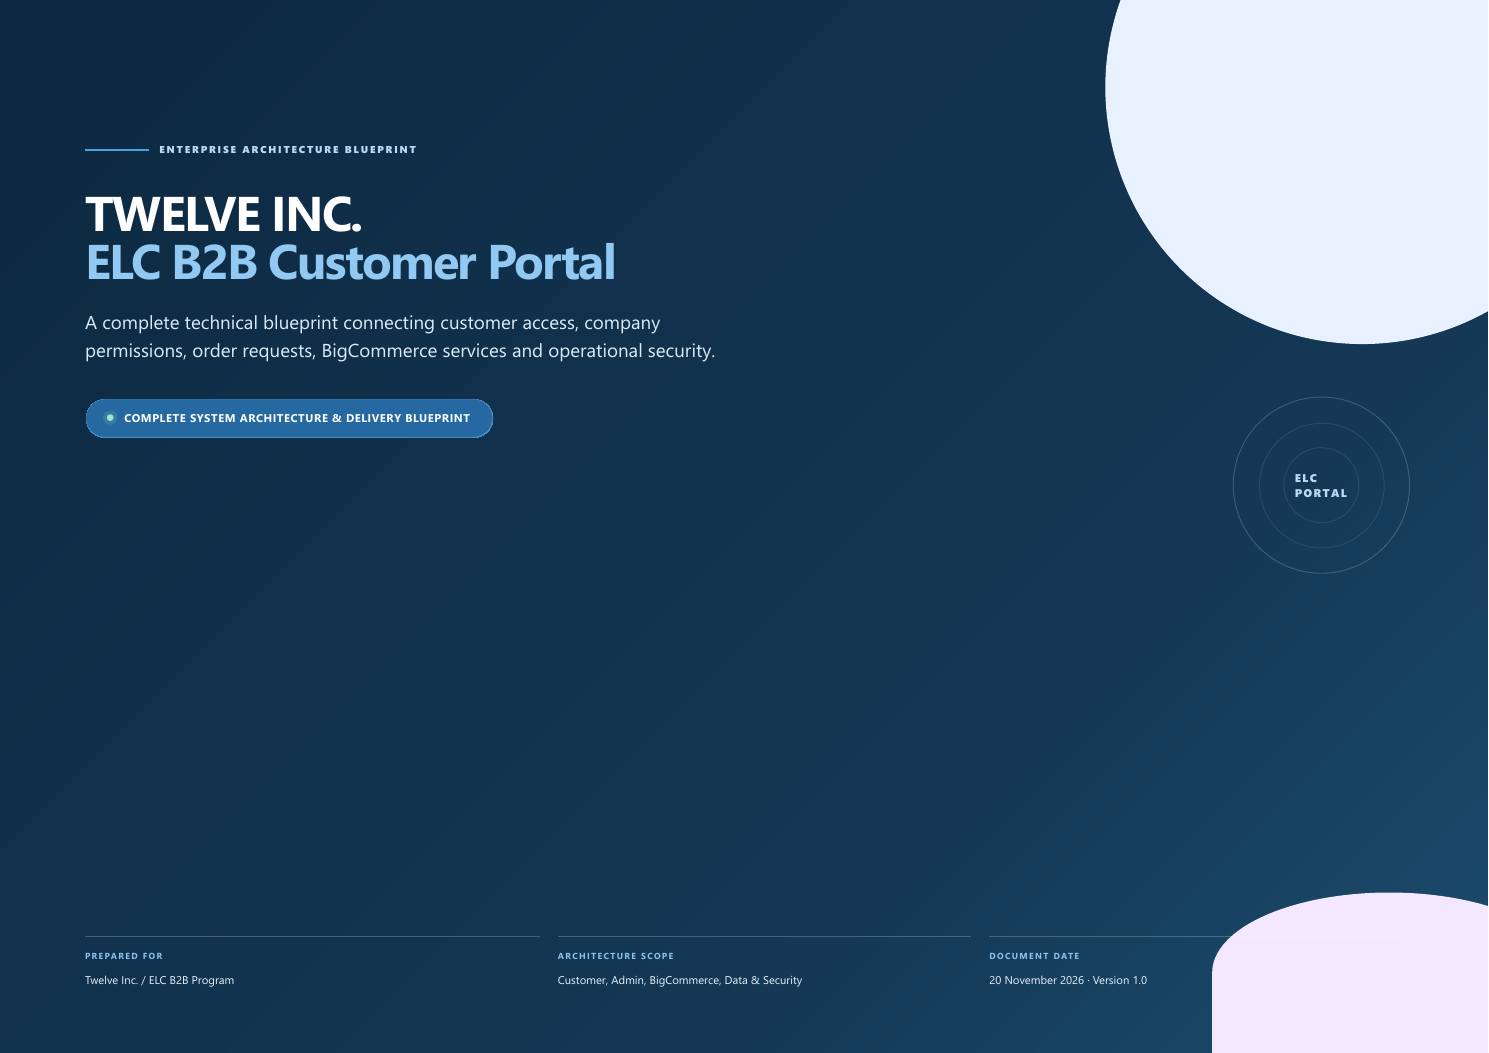 ENTERPRISE ARCHITECTURE BLUEPRINT
TWELVE INC.
ELC B2B Customer Portal
A complete technical blueprint connecting customer access, company
permissions, order requests, BigCommerce services and operational security.
COMPLETE SYSTEM ARCHITECTURE & DELIVERY BLUEPRINT
ELC
PORTAL
PREPARED FOR
Twelve Inc. / ELC B2B Program
ARCHITECTURE SCOPE
Customer, Admin, BigCommerce, Data & Security
DOCUMENT DATE
20 November 2026 · Version 1.0